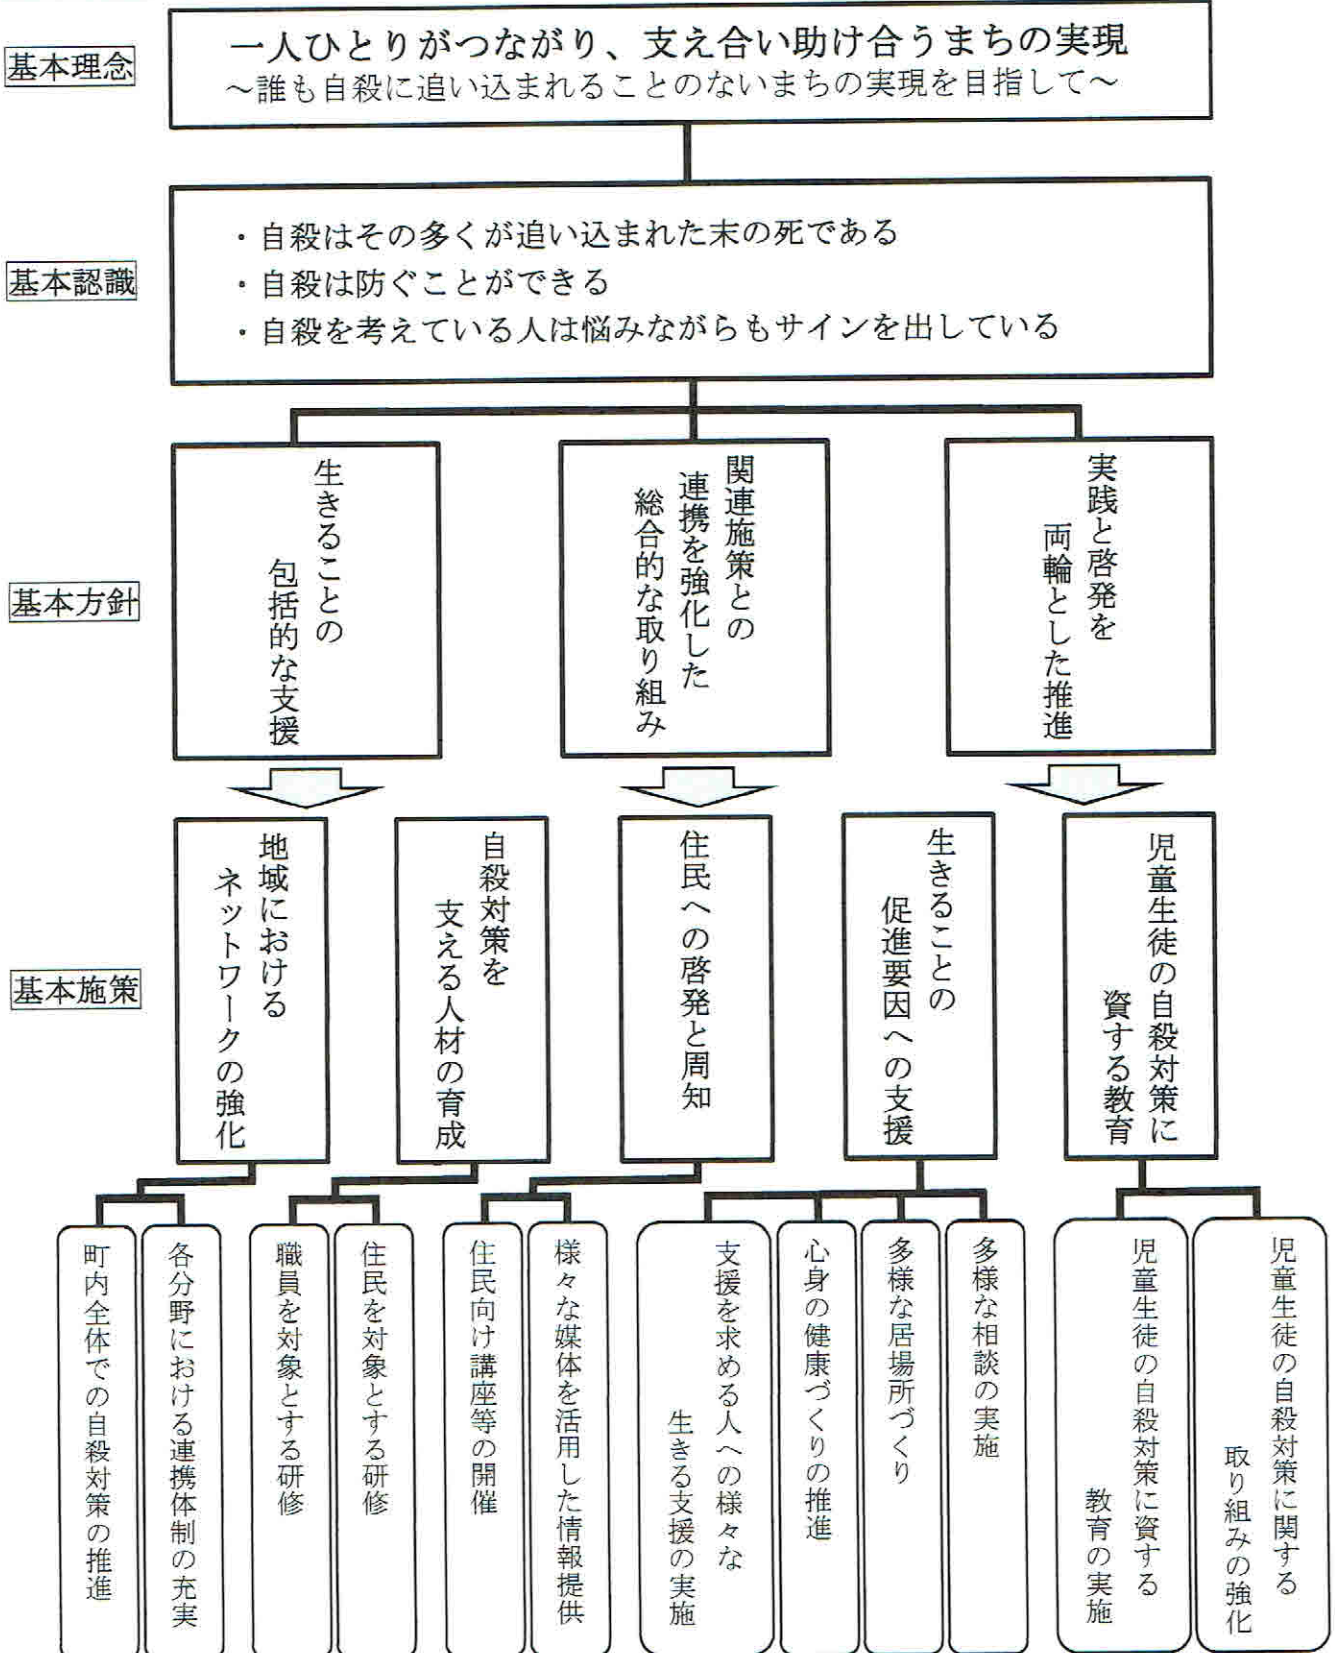 基本理念
一人ひとりがつながり、支え合い助け合うまちの実現
～誰も自殺に追い込まれることのないまちの実現を目指して～
基本認識
・自殺はその多くが追い込まれた末の死である
・自殺は防ぐことができる
・自殺を考えている人は悩みながらもサインを出している
基本方針
生きることの
包括的な支援
関連施策との
連携を強化した
総合的な取り組み
実践と啓発を
両輪とした推進
基本施策
地域における
ネットワークの強化
自殺対策を
支える人材の育成
住民への啓発と周知
生きることの
促進要因への支援
児童生徒の自殺対策に
資する教育
町内全体での自殺対策の推進
各分野における連携体制の充実
職員を対象とする研修
住民を対象とする研修
住民向け講座等の開催
様々な媒体を活用した情報提供
支援を求める人への様々な
生きる支援の実施
心身の健康づくりの推進
多様な居場所づくり
多様な相談の実施
児童生徒の自殺対策に資する
教育の実施
児童生徒の自殺対策に関する
取り組みの強化